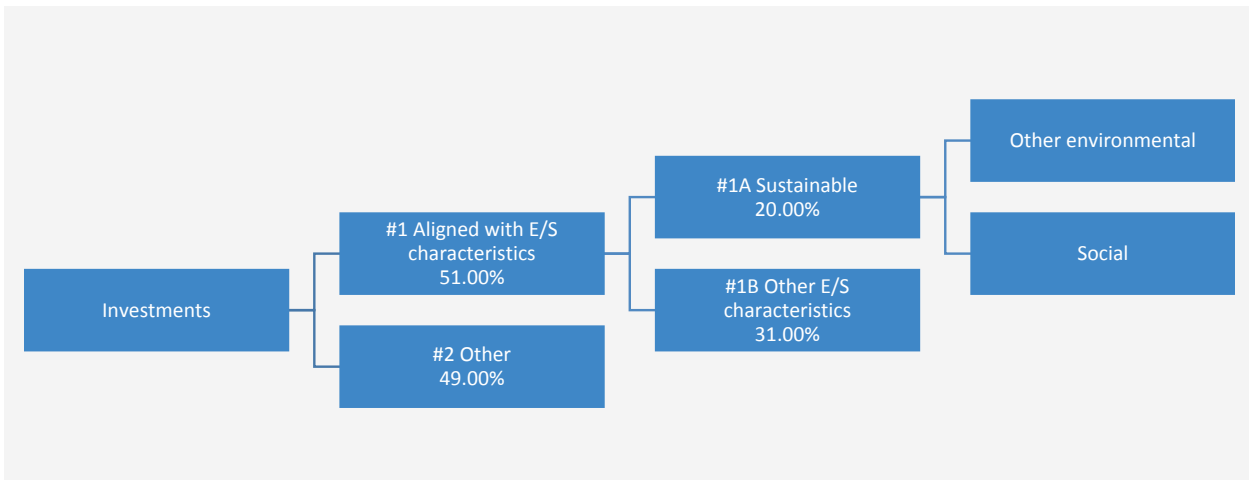 Investments
#1 Aligned with E/S
characteristics
51.00%
#2 Other
49.00%
#1A Sustainable
20.00%
#1B Other E/S
characteristics
31.00%
Other environmental
Social